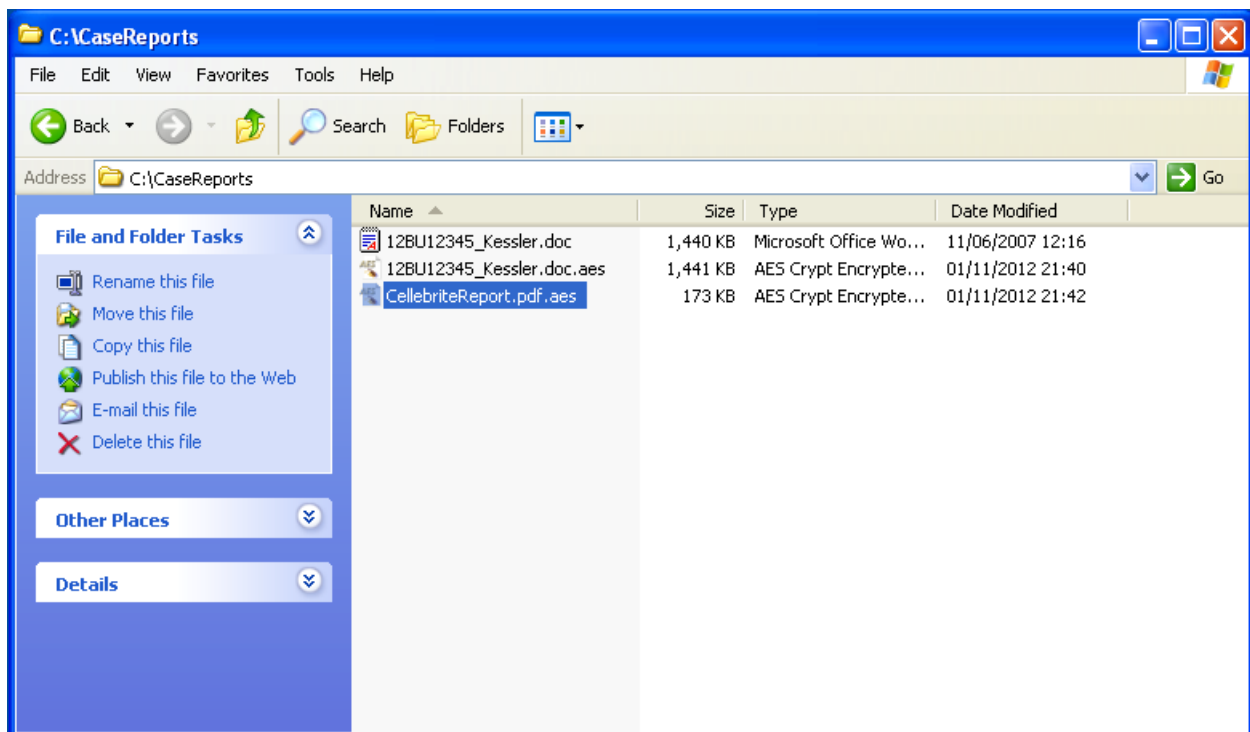 C:\CaseReports
File Edit View Favorites Tools Help
Back Search Folders
Address C:\CaseReports Go
Name Size Type Date Modified
File and Folder Tasks
12BU12345_Kessler.doc 1,440 KB Microsoft Office Wo... 11/06/2007 12:16
12BU12345_Kessler.doc.aes 1,441 KB AES Crypt Encrypte... 01/11/2012 21:40
CellebriteReport.pdf.aes 173 KB AES Crypt Encrypte... 01/11/2012 21:42
Rename this file
Move this file
Copy this file
Publish this file to the Web
E-mail this file
Delete this file
Other Places
Details